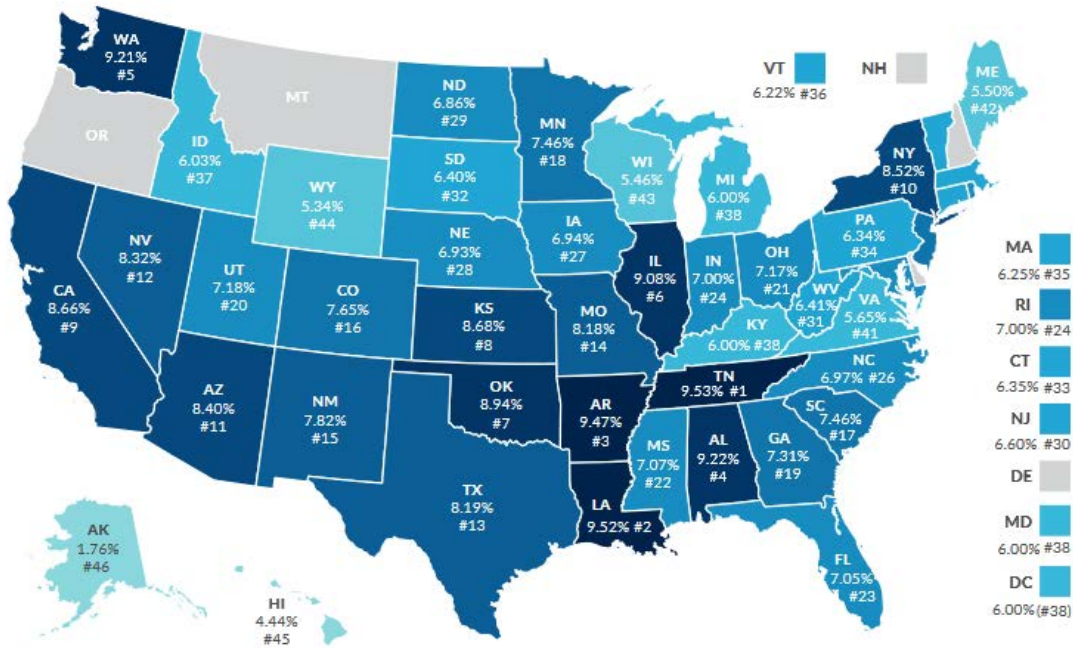 WA
9.21%
#5
MT
ND
6.86%
#29
MN
7.46%
#18
VT
6.22% #36
NH
ME
5.50%
#42
OR
ID
6.03%
#37
WY
5.34%
#44
SD
6.40%
#32
WI
5.46%
#43
MI
6.00%
#38
NY
8.52%
#10
NV
8.32%
#12
UT
7.18%
#20
CO
7.65%
#16
NE
6.93%
#28
IA
6.94%
#27
IL
9.08%
#6
IN
7.00%
#24
OH
7.17%
#21
PA
6.34%
#34
WV
6.41%
#31
VA
5.65%
#41
CA
8.66%
#9
KS
8.68%
#8
MO
8.18%
#14
KY
6.00% #38
NC
6.97% #26
TN
9.53% #1
AZ
8.40%
#11
NM
7.82%
#15
OK
8.94%
#7
AR
9.47%
#3
MS
7.07%
#22
AL
9.22%
#4
GA
7.31%
#19
SC
7.46%
#17
TX
8.19%
#13
LA
9.52% #2
FL
7.05%
#23
AK
1.76%
#46
HI
4.44%
#45
MA
6.25% #35
RI
7.00% #24
CT
6.35% #33
NJ
6.60% #30
DE
MD
6.00% #38
DC
6.00%(#38)